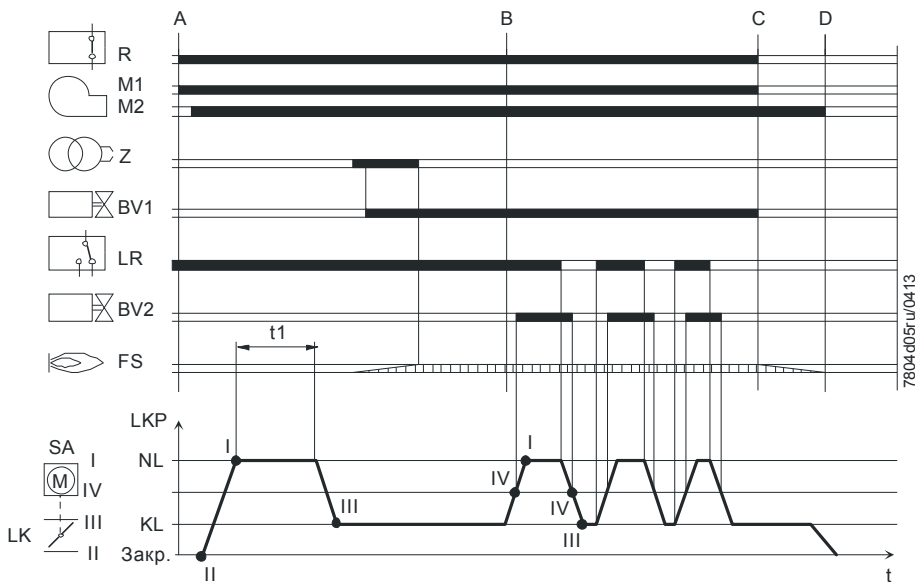 A B C D
R
M1
M2
Z
BV1
LR
BV2
t1
FS
7804d05ru/0413
LKP
SA
I
M
IV
III
LK
II
NL
KL
Закр.
I
I
IV
IV
III
III
II
t